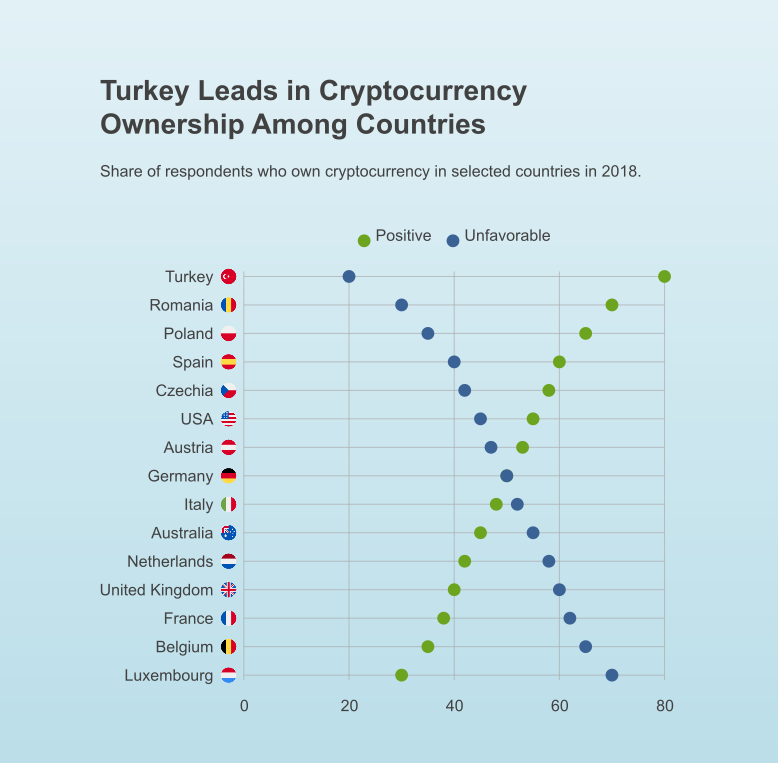 Turkey Leads in Cryptocurrency
Ownership Among Countries
Share of respondents who own cryptocurrency in selected countries in 2018.
Positive Unfavorable
Turkey
Romania
Poland
Spain
Czechia
USA
Austria
Germany
Italy
Australia
Netherlands
United Kingdom
France
Belgium
Luxembourg
0 20 40 60 80